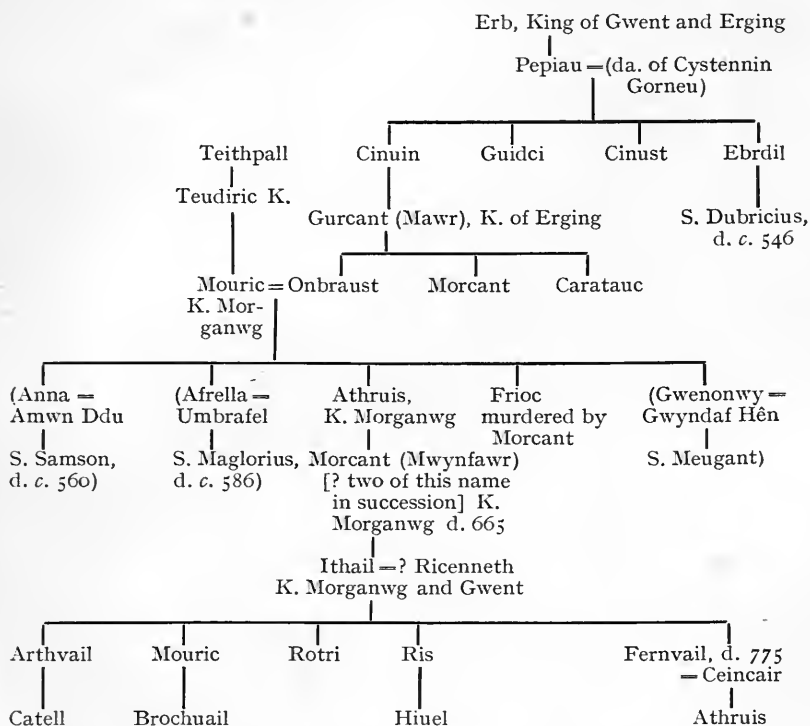 Erb, King of Gwent and Erging
Pepiau = (da. of Cystennin
Gorneu)
Teithpall
Cinuin
Guidci
Cinust
Ebrdil
Teudiric K.
Gurcant (Mawr), K. of Erging
S. Dubricius,
d. c. 546
Mouric = Onbraust
K. Mor-
ganwg
Morcant
Caratauc
(Anna =
Amwn Ddu
(Afrella =
Umbrafel
Athruis,
K. Morganwg
Frioc
murdered by
Morcant
(Gwenonwy =
Gwyndaf Hên
S. Samson,
d. c. 560)
S. Maglorius,
d. c. 586)
Morcant (Mwynfawr)
[? two of this name
in succession] K.
Morganwg d. 665
S. Meugant)
Ithail = ? Ricenneth
K. Morganwg and Gwent
Arthvail
Mouric
Rotri
Ris
Fernvail, d. 775
= Ceincair
Catell
Brochuail
Hiuel
Athruis